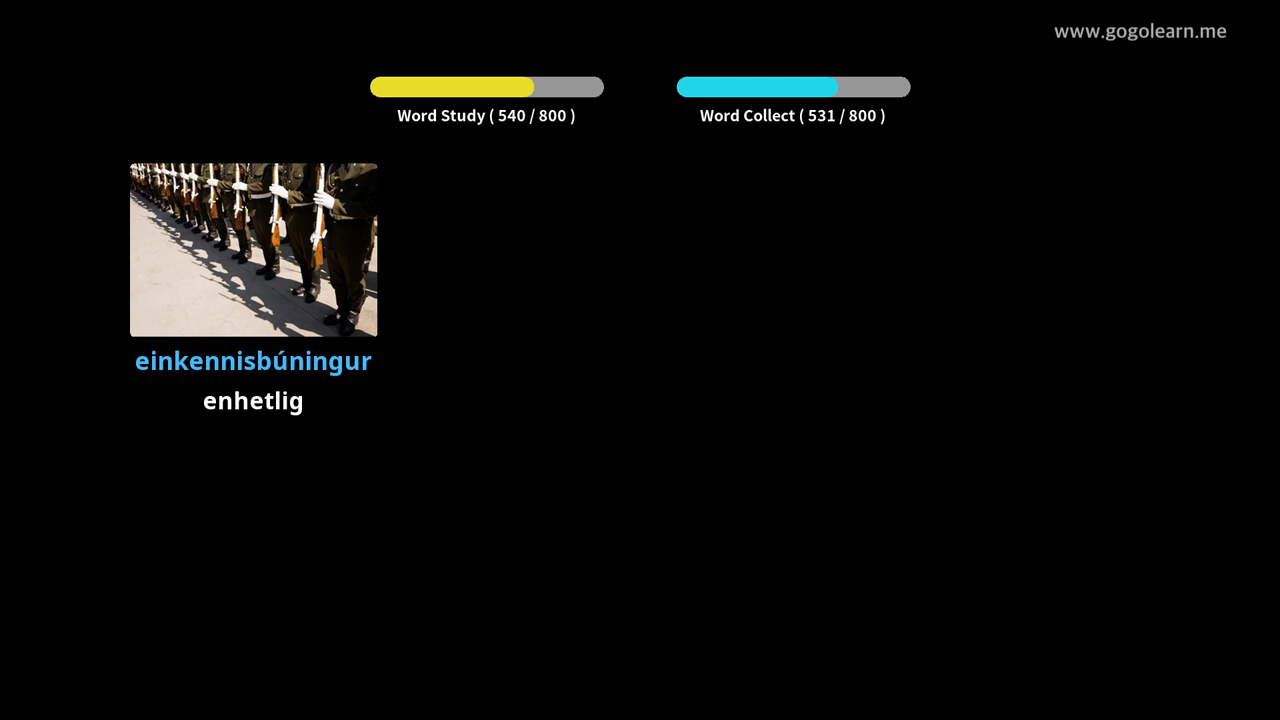 www.gogolearn.me
Word Study ( 540 / 800 )
Word Collect ( 531 / 800 )
einkennisbúningur
enhetlig